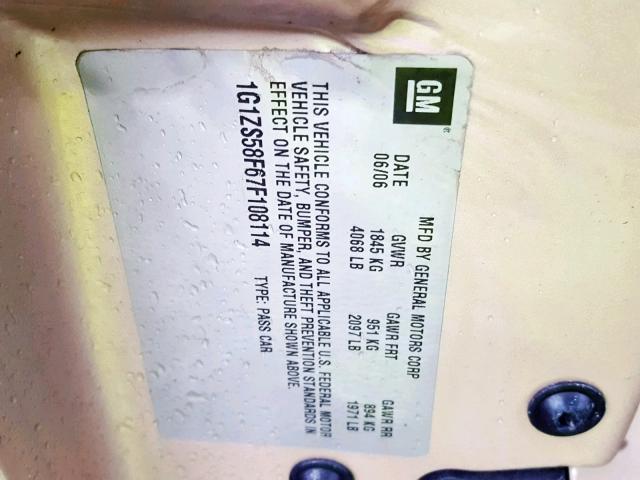 GM
MFD BY GENERAL MOTORS CORP
DATE GVWR GAWR FRT GAWR RR
06/06 1845 KG 951 KG 894 KG
4068 LB 2097 LB 1971 LB
THIS VEHICLE CONFORMS TO ALL APPLICABLE U.S. FEDERAL MOTOR
VEHICLE SAFETY, BUMPER, AND THEFT PREVENTION STANDARDS IN
EFFECT ON THE DATE OF MANUFACTURE SHOWN ABOVE.
1G1ZS58F67F108114 TYPE: PASS CAR